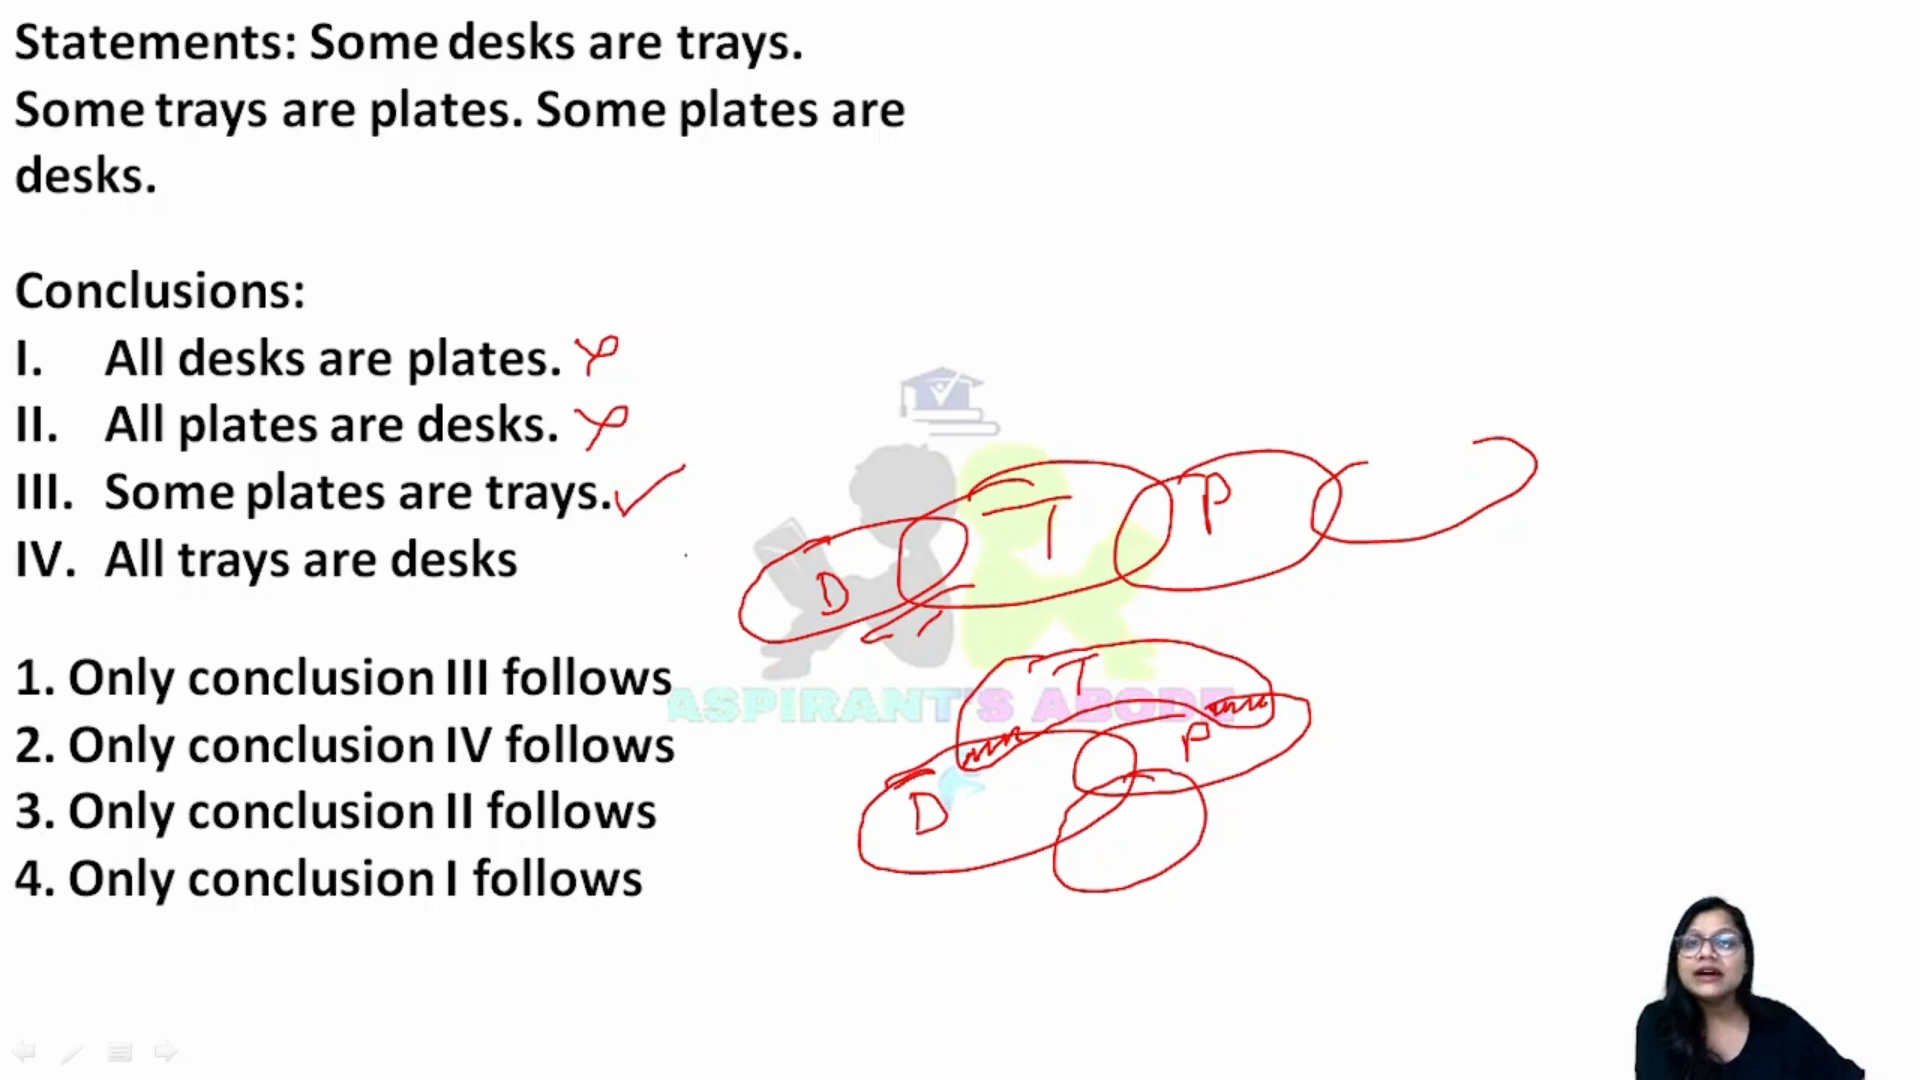 Statements: Some desks are trays.
Some trays are plates. Some plates are
desks.
Conclusions:
I. All desks are plates.
II. All plates are desks.
III. Some plates are trays.
IV. All trays are desks
1. Only conclusion III follows
2. Only conclusion IV follows
3. Only conclusion II follows
4. Only conclusion I follows
D T P
ASPIRANT'S ABODE
T
P
D